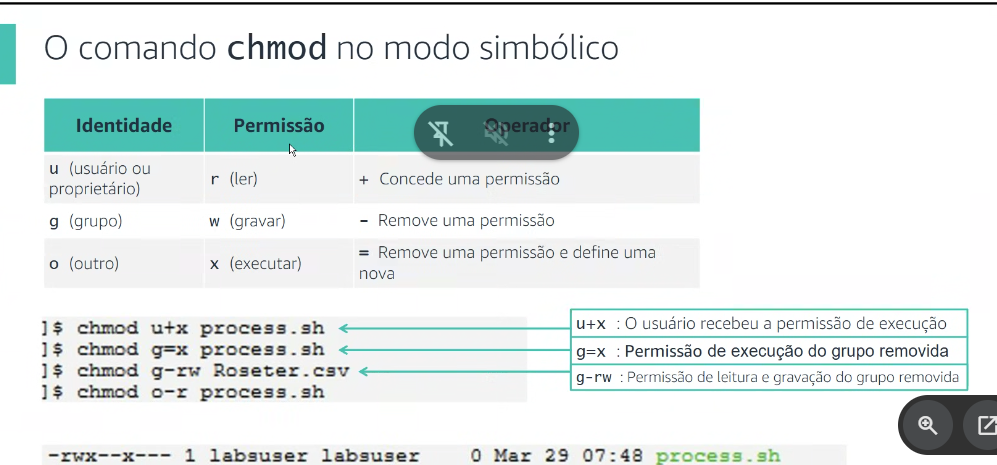 O comando chmod no modo simbólico
Identidade Permissão Operador
u (usuário ou
proprietário) r (ler) + Concede uma permissão
g (grupo) w (gravar) - Remove uma permissão
o (outro) x (executar) = Remove uma permissão e define uma
nova
]$ chmod u+x process.sh
]$ chmod g=x process.sh
]$ chmod g-rw Roseter.csv
]$ chmod o-r process.sh
u+x : O usuário recebeu a permissão de execução
g=x : Permissão de execução do grupo removida
g-rw : Permissão de leitura e gravação do grupo removida
-rwx--x--- 1 labsuser labsuser 0 Mar 29 07:48 process.sh